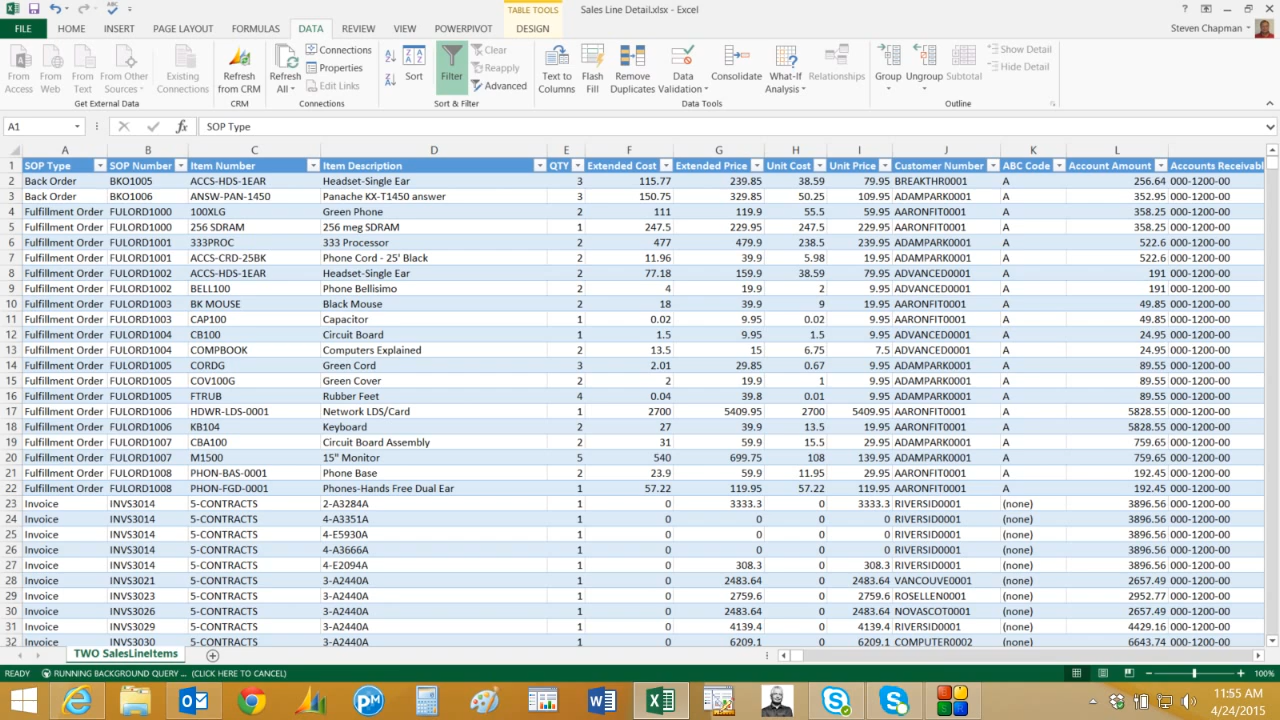 TABLE TOOLS Sales Line Detail.xlsx - Excel ?
FILE HOME INSERT PAGE LAYOUT FORMULAS DATA REVIEW VIEW POWERPIVOT DESIGN Steven Chapman
From Access From Web From Text From Other Sources Existing Connections
Get External Data
Refresh from CRM
CRM
Refresh All Connections Properties Edit Links
Connections
Sort Filter Clear Reapply Advanced
Sort & Filter
Text to Columns Flash Fill Remove Duplicates Data Validation Consolidate What-If Analysis Relationships
Data Tools
Group Ungroup Subtotal Show Detail Hide Detail
Outline
A1 fx SOP Type
A B C D E F G H I J K L M
1 SOP Type SOP Number Item Number Item Description QTY Extended Cost Extended Price Unit Cost Unit Price Customer Number ABC Code Account Amount Accounts Receivabl
2 Back Order BKO1005 ACCS-HDS-1EAR Headset-Single Ear 3 115.77 239.85 38.59 79.95 BREAKTHR0001 A 256.64 000-1200-00
3 Back Order BKO1006 ANSW-PAN-1450 Panache KX-T1450 answer 3 150.75 329.85 50.25 109.95 ADAMPARK0001 A 352.95 000-1200-00
4 Fulfillment Order FULORD1000 100XLG Green Phone 2 111 119.9 55.5 59.95 AARONFIT0001 A 358.25 000-1200-00
5 Fulfillment Order FULORD1000 256 SDRAM 256 meg SDRAM 1 247.5 229.95 247.5 229.95 AARONFIT0001 A 358.25 000-1200-00
6 Fulfillment Order FULORD1001 333PROC 333 Processor 2 477 479.9 238.5 239.95 ADAMPARK0001 A 522.6 000-1200-00
7 Fulfillment Order FULORD1001 ACCS-CRD-25BK Phone Cord - 25' Black 2 11.96 39.9 5.98 19.95 ADAMPARK0001 A 522.6 000-1200-00
8 Fulfillment Order FULORD1002 ACCS-HDS-1EAR Headset-Single Ear 2 77.18 159.9 38.59 79.95 ADVANCED0001 A 191 000-1200-00
9 Fulfillment Order FULORD1002 BELL100 Phone Bellisimo 2 4 19.9 2 9.95 ADVANCED0001 A 191 000-1200-00
10 Fulfillment Order FULORD1003 BK MOUSE Black Mouse 2 18 39.9 9 19.95 AARONFIT0001 A 49.85 000-1200-00
11 Fulfillment Order FULORD1003 CAP100 Capacitor 1 0.02 9.95 0.02 9.95 AARONFIT0001 A 49.85 000-1200-00
12 Fulfillment Order FULORD1004 CB100 Circuit Board 1 1.5 9.95 1.5 9.95 ADVANCED0001 A 24.95 000-1200-00
13 Fulfillment Order FULORD1004 COMPBOOK Computers Explained 2 13.5 15 6.75 7.5 ADVANCED0001 A 24.95 000-1200-00
14 Fulfillment Order FULORD1005 CORDG Green Cord 3 2.01 29.85 0.67 9.95 ADAMPARK0001 A 89.55 000-1200-00
15 Fulfillment Order FULORD1005 COV100G Green Cover 2 2 19.9 1 9.95 ADAMPARK0001 A 89.55 000-1200-00
16 Fulfillment Order FULORD1005 FTRUB Rubber Feet 4 0.04 39.8 0.01 9.95 ADAMPARK0001 A 89.55 000-1200-00
17 Fulfillment Order FULORD1006 HDWR-LDS-0001 Network LDS/Card 1 2700 5409.95 2700 5409.95 AARONFIT0001 A 5828.55 000-1200-00
18 Fulfillment Order FULORD1006 KB104 Keyboard 2 27 39.9 13.5 19.95 AARONFIT0001 A 5828.55 000-1200-00
19 Fulfillment Order FULORD1007 CBA100 Circuit Board Assembly 2 31 59.9 15.5 29.95 ADAMPARK0001 A 759.65 000-1200-00
20 Fulfillment Order FULORD1007 M1500 15" Monitor 5 540 699.75 108 139.95 ADAMPARK0001 A 759.65 000-1200-00
21 Fulfillment Order FULORD1008 PHON-BAS-0001 Phone Base 2 23.9 59.9 11.95 29.95 AARONFIT0001 A 192.45 000-1200-00
22 Fulfillment Order FULORD1008 PHON-FGD-0001 Phones-Hands Free Dual Ear 1 57.22 119.95 57.22 119.95 AARONFIT0001 A 192.45 000-1200-00
23 Invoice INVS3014 5-CONTRACTS 2-A3284A 1 0 3333.3 0 3333.3 RIVERSID0001 (none) 3896.56 000-1200-00
24 Invoice INVS3014 5-CONTRACTS 4-A3351A 1 0 0 0 0 RIVERSID0001 (none) 3896.56 000-1200-00
25 Invoice INVS3014 5-CONTRACTS 4-E5930A 1 0 0 0 0 RIVERSID0001 (none) 3896.56 000-1200-00
26 Invoice INVS3014 5-CONTRACTS 4-A3666A 1 0 0 0 0 RIVERSID0001 (none) 3896.56 000-1200-00
27 Invoice INVS3014 5-CONTRACTS 4-E2094A 1 0 308.3 0 308.3 RIVERSID0001 (none) 3896.56 000-1200-00
28 Invoice INVS3021 5-CONTRACTS 3-A2440A 1 0 2483.64 0 2483.64 VANCOUVE0001 (none) 2657.49 000-1200-00
29 Invoice INVS3023 5-CONTRACTS 3-A2440A 1 0 2759.6 0 2759.6 ROSELLEN0001 (none) 2952.77 000-1200-00
30 Invoice INVS3026 5-CONTRACTS 3-A2440A 1 0 2483.64 0 2483.64 NOVASCOT0001 (none) 2657.49 000-1200-00
31 Invoice INVS3029 5-CONTRACTS 3-A2440A 1 0 4139.4 0 4139.4 RIVERSID0001 (none) 4429.16 000-1200-00
32 Invoice INVS3030 5-CONTRACTS 3-A2440A 1 0 6209.1 0 6209.1 COMPUTER0002 (none) 6643.74 000-1200-00
TWO SalesLineItems
READY RUNNING BACKGROUND QUERY ... (CLICK HERE TO CANCEL) 100%
11:55 AM
4/24/2015